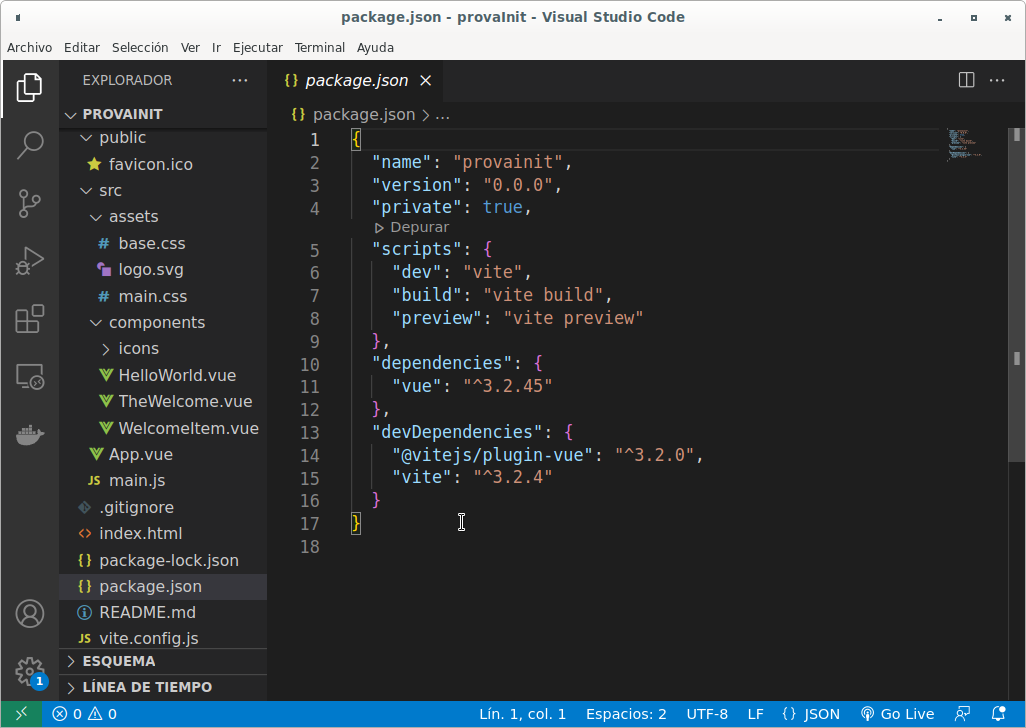 package.json - provaInit - Visual Studio Code
Archivo Editar Selección Ver Ir Ejecutar Terminal Ayuda
EXPLORADOR
PROVAINIT
public
favicon.ico
src
assets
# base.css
logo.svg
# main.css
components
icons
HelloWorld.vue
TheWelcome.vue
WelcomeItem.vue
App.vue
JS main.js
.gitignore
<> index.html
{} package-lock.json
{} package.json
README.md
JS vite.config.js
ESQUEMA
LÍNEA DE TIEMPO
1
{} package.json ×
{} package.json > ...
1 {
2 "name": "provainit",
3 "version": "0.0.0",
4 "private": true,
Depurar
5 "scripts": {
6 "dev": "vite",
7 "build": "vite build",
8 "preview": "vite preview"
9 },
10 "dependencies": {
11 "vue": "^3.2.45"
12 },
13 "devDependencies": {
14 "@vitejs/plugin-vue": "^3.2.0",
15 "vite": "^3.2.4"
16 }
17 }
18
0 0 Lín. 1, col. 1 Espacios: 2 UTF-8 LF {} JSON Go Live